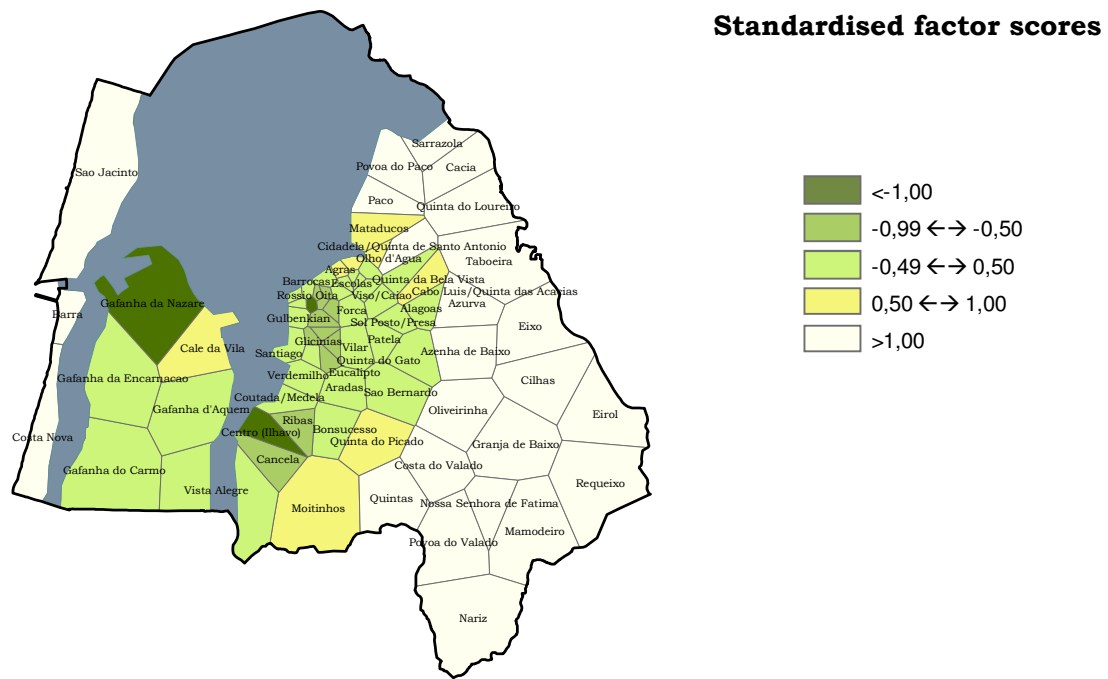 Standardised factor scores
<-1,00
-0,99 ←→ -0,50
-0,49 ←→ 0,50
0,50 ←→ 1,00
>1,00
Sarrazola
Povoa do Paço
Cacia
Sao Jacinto
Paco
Quinta do Loureiro
Mataducos
Cidadela/Quinta de Santo Antonio
Olho d'Agua
Taboeira
Agras
Barrocas
Escolas
Quinta da Bela Vista
Rossio
Oita
Viso/Caiao
Cabo Luis/Quinta das Acacias
Gafanha da Nazare
Azurva
Barra
Forca
Alagoas
Gulbenkian
Sol Posto/Presa
Eixo
Glicinias
Patela
Cale da Vila
Vilar
Santiago
Azenha de Baixo
Quinta do Gato
Eucalipto
Verdemilho
Gafanha da Encarnacao
Cilhas
Aradas
Sao Bernardo
Coutada/Medela
Gafanha d'Aquem
Oliveirinha
Eirol
Ribas
Bonsucesso
Centro (Ilhavo)
Costa Nova
Quinta do Picado
Granja de Baixo
Cancela
Costa do Valado
Gafanha do Carmo
Requeixo
Vista Alegre
Quintas
Nossa Senhora de Fatima
Moitinhos
Mamodeiro
Povoa do Valado
Nariz